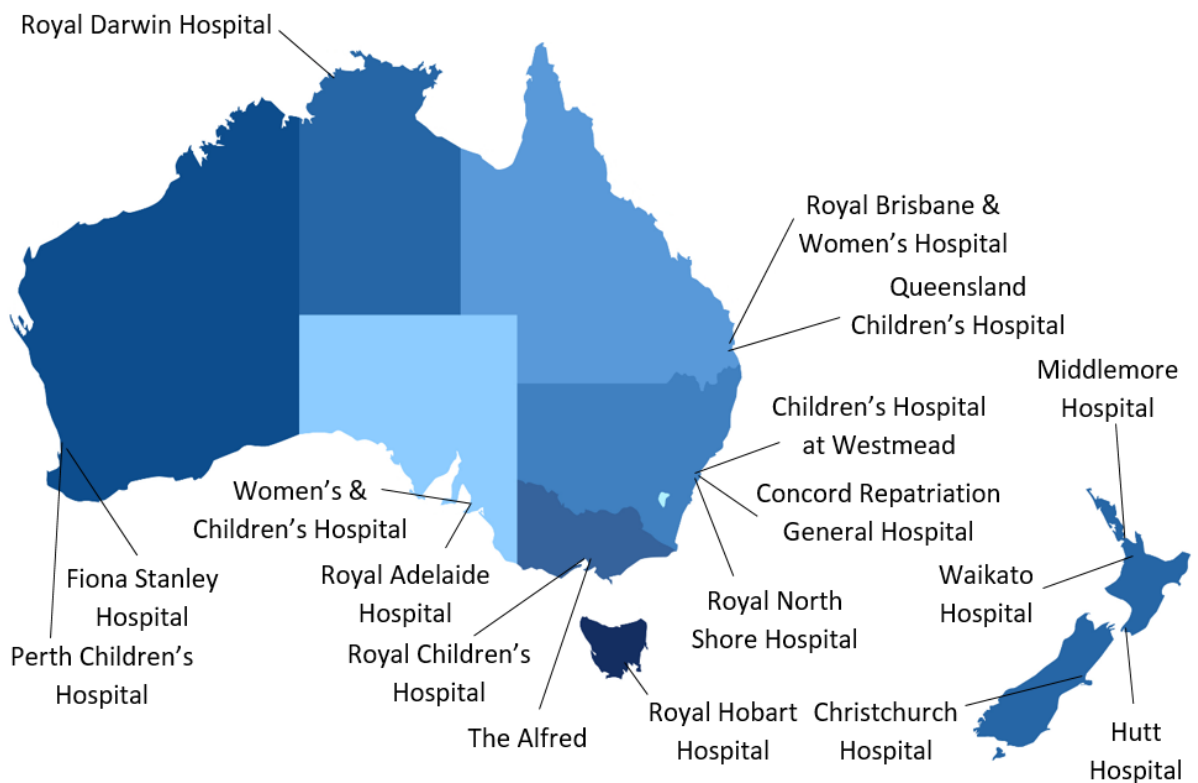 Royal Darwin Hospital
Royal Brisbane &
Women’s Hospital
Queensland
Children’s Hospital
Middlemore
Hospital
Children’s Hospital
at Westmead
Women’s &
Children’s Hospital
Concord Repatriation
General Hospital
Fiona Stanley
Hospital
Royal Adelaide
Hospital
Waikato
Hospital
Royal North
Shore Hospital
Perth Children’s
Hospital
Royal Children’s
Hospital
The Alfred
Royal Hobart
Hospital
Christchurch
Hospital
Hutt
Hospital